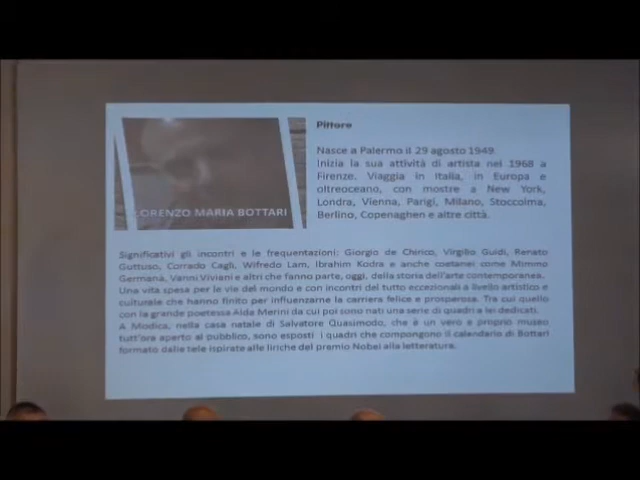 Pittore
Nasce a Palermo il 29 agosto 1949.
Inizia la sua attività di artista nel 1968 a
Firenze. Viaggia in Italia, in Europa e
oltreoceano, con mostre a New York,
Londra, Vienna, Parigi, Milano, Stoccolma,
Berlino, Copenaghen e altre città.
LORENZO MARIA BOTTARI
Significativi gli incontri e le frequentazioni: Giorgio de Chirico, Virgilio Guidi, Renato
Guttuso, Corrado Cagli, Wifredo Lam, Ibrahim Kodra e anche coetanei come Mimmo
Germanà, Vanni Viviani e altri che fanno parte, oggi, della storia dell'arte contemporanea.
Una vita spesa per le vie del mondo e con incontri del tutto eccezionali a livello artistico e
culturale che hanno finito per influenzarne la carriera felice e prosperosa. Tra cui quello
con la grande poetessa Alda Merini da cui poi sono nati una serie di quadri a lei dedicati.
A Modica, nella casa natale di Salvatore Quasimodo, che è un vero e proprio museo
tutt'ora aperto al pubblico, sono esposti i quadri che compongono il calendario di Bottari
formato dalle tele ispirate alle liriche del premio Nobel alla letteratura.